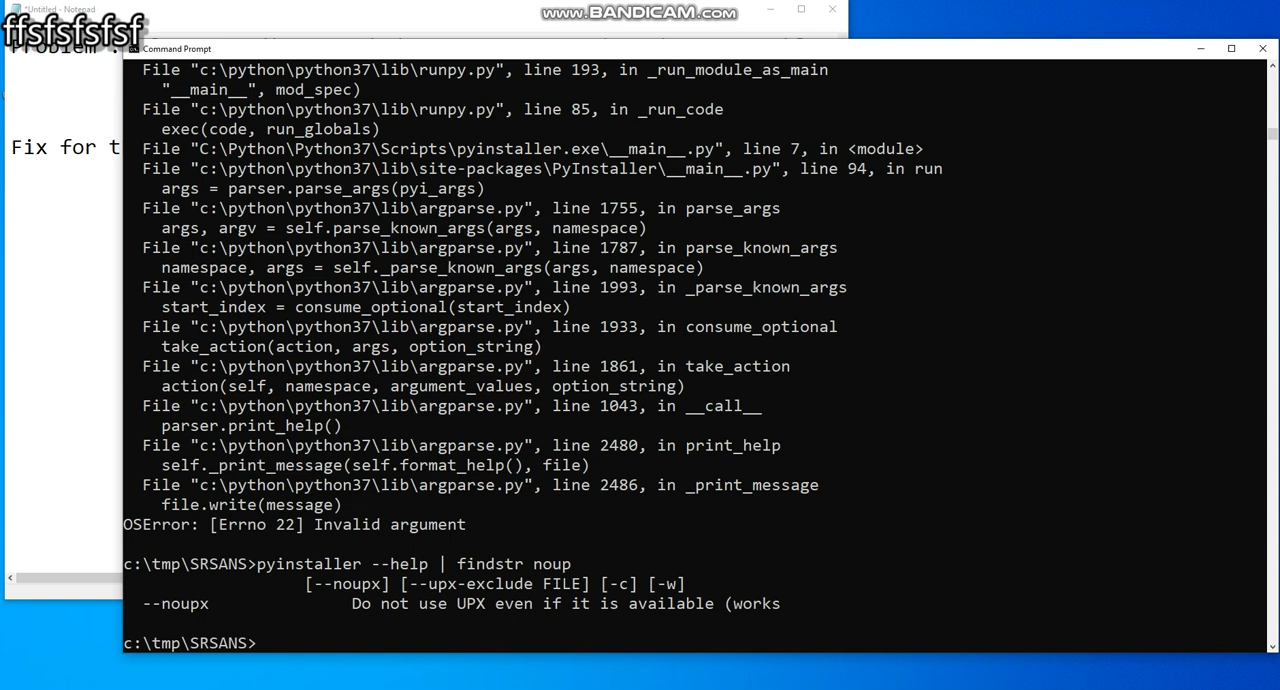 *Untitled - Notepad
www.BANDICAM.com
ffsfsfsfsf
Problem :
Command Prompt
Fix for t
File "c:\python\python37\lib\runpy.py", line 193, in _run_module_as_main
"__main__", mod_spec)
File "c:\python\python37\lib\runpy.py", line 85, in _run_code
exec(code, run_globals)
File "C:\Python\Python37\Scripts\pyinstaller.exe\__main__.py", line 7, in <module>
File "c:\python\python37\lib\site-packages\PyInstaller\__main__.py", line 94, in run
args = parser.parse_args(pyi_args)
File "c:\python\python37\lib\argparse.py", line 1755, in parse_args
args, argv = self.parse_known_args(args, namespace)
File "c:\python\python37\lib\argparse.py", line 1787, in parse_known_args
namespace, args = self._parse_known_args(args, namespace)
File "c:\python\python37\lib\argparse.py", line 1993, in _parse_known_args
start_index = consume_optional(start_index)
File "c:\python\python37\lib\argparse.py", line 1933, in consume_optional
take_action(action, args, option_string)
File "c:\python\python37\lib\argparse.py", line 1861, in take_action
action(self, namespace, argument_values, option_string)
File "c:\python\python37\lib\argparse.py", line 1043, in __call__
parser.print_help()
File "c:\python\python37\lib\argparse.py", line 2480, in print_help
self._print_message(self.format_help(), file)
File "c:\python\python37\lib\argparse.py", line 2486, in _print_message
file.write(message)
OSError: [Errno 22] Invalid argument
c:\tmp\SRSANS>pyinstaller --help | findstr noup
[--noupx] [--upx-exclude FILE] [-c] [-w]
--noupx Do not use UPX even if it is available (works
c:\tmp\SRSANS>